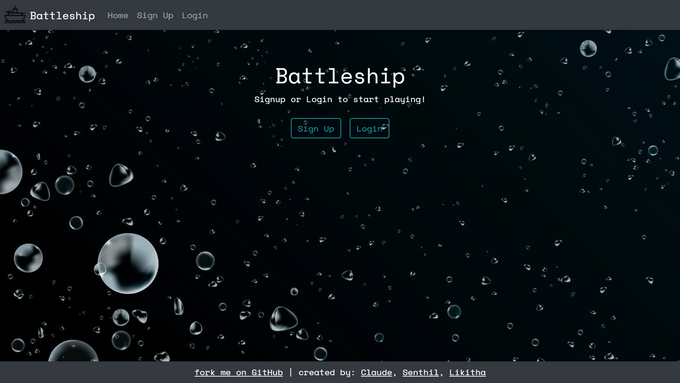 Battleship Home Sign Up Login
Battleship
Signup or Login to start playing!
Sign Up Login
fork me on GitHub | created by: Claude, Senthil, Likitha